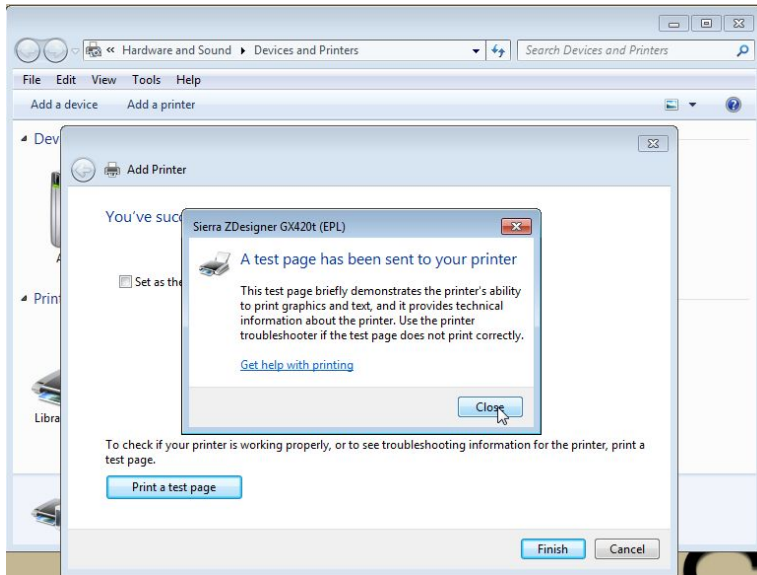 « Hardware and Sound ▸ Devices and Printers
Search Devices and Printers
File Edit View Tools Help
Add a device Add a printer
Dev
Add Printer
You've succ
Sierra ZDesigner GX420t (EPL)
A test page has been sent to your printer
Set as the
This test page briefly demonstrates the printer's ability
to print graphics and text, and it provides technical
information about the printer. Use the printer
troubleshooter if the test page does not print correctly.
Get help with printing
Print
Close
Libra
To check if your printer is working properly, or to see troubleshooting information for the printer, print a
test page.
Print a test page
Finish Cancel